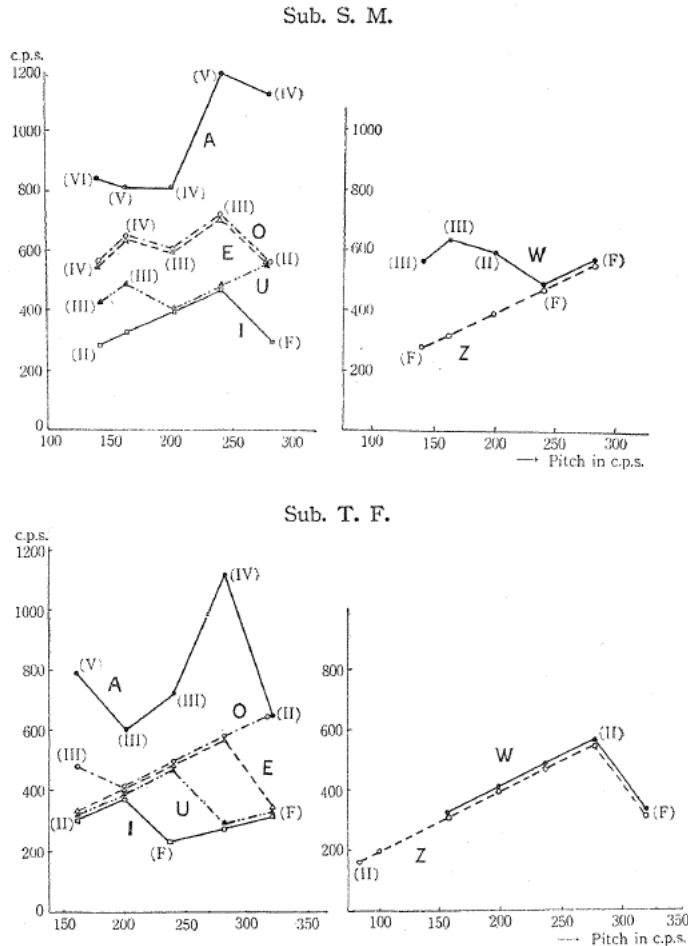 Sub. S. M.
c.p.s.
1200
(V)
(IV)
1000
1000
A
800
(VI)
(V)
(IV)
800
(IV)
(III)
O
(III)
600
(IV)
(III)
E
(II)
600
(III)
(II)
W
(F)
(III)
(III)
U
400
400
(F)
I
(II)
(F)
(F)
Z
200
200
0
100 150 200 250 300
100 150 200 250 300
→ Pitch in c.p.s.
Sub. T. F.
c.p.s.
1200
(IV)
1000
1000
800
(V)
A
(III)
800
(III)
O
(II)
600
600
(III)
E
W
(II)
400
400
(II)
I
U
(F)
(F)
(F)
200
200
(II)
Z
0
150 200 250 300
100 150 200 250 300 350
→ Pitch in c.p.s.